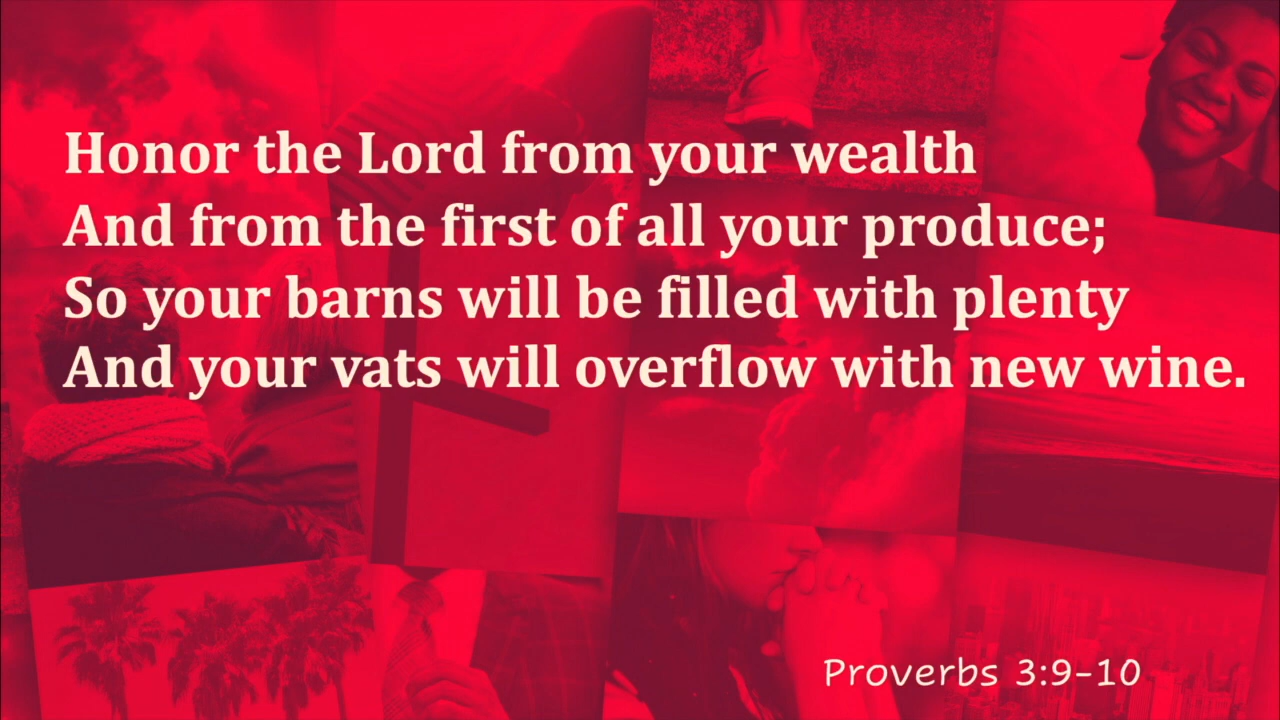 Honor the Lord from your wealth
And from the first of all your produce;
So your barns will be filled with plenty
And your vats will overflow with new wine.
Proverbs 3:9-10